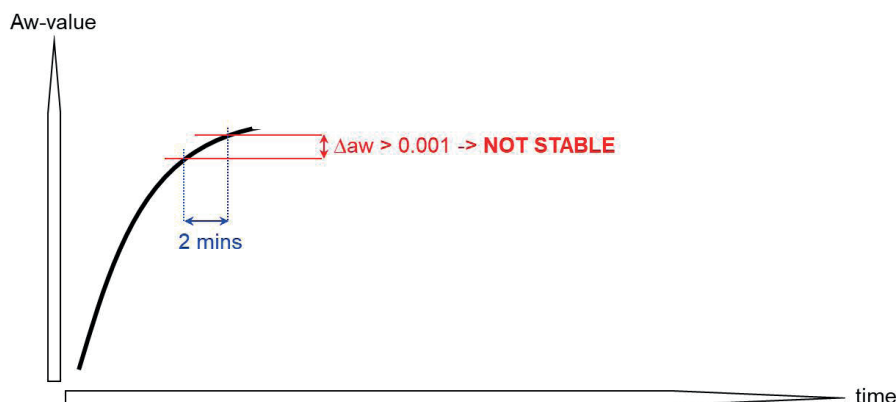 Aw-value
Δaw > 0.001 -> NOT STABLE
2 mins
time